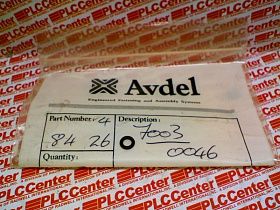 Avdel
Engineered Fastening and Assembly Systems
Part Number: 4 Description: 7003
84 26 0046
Quantity:
PLCCenter